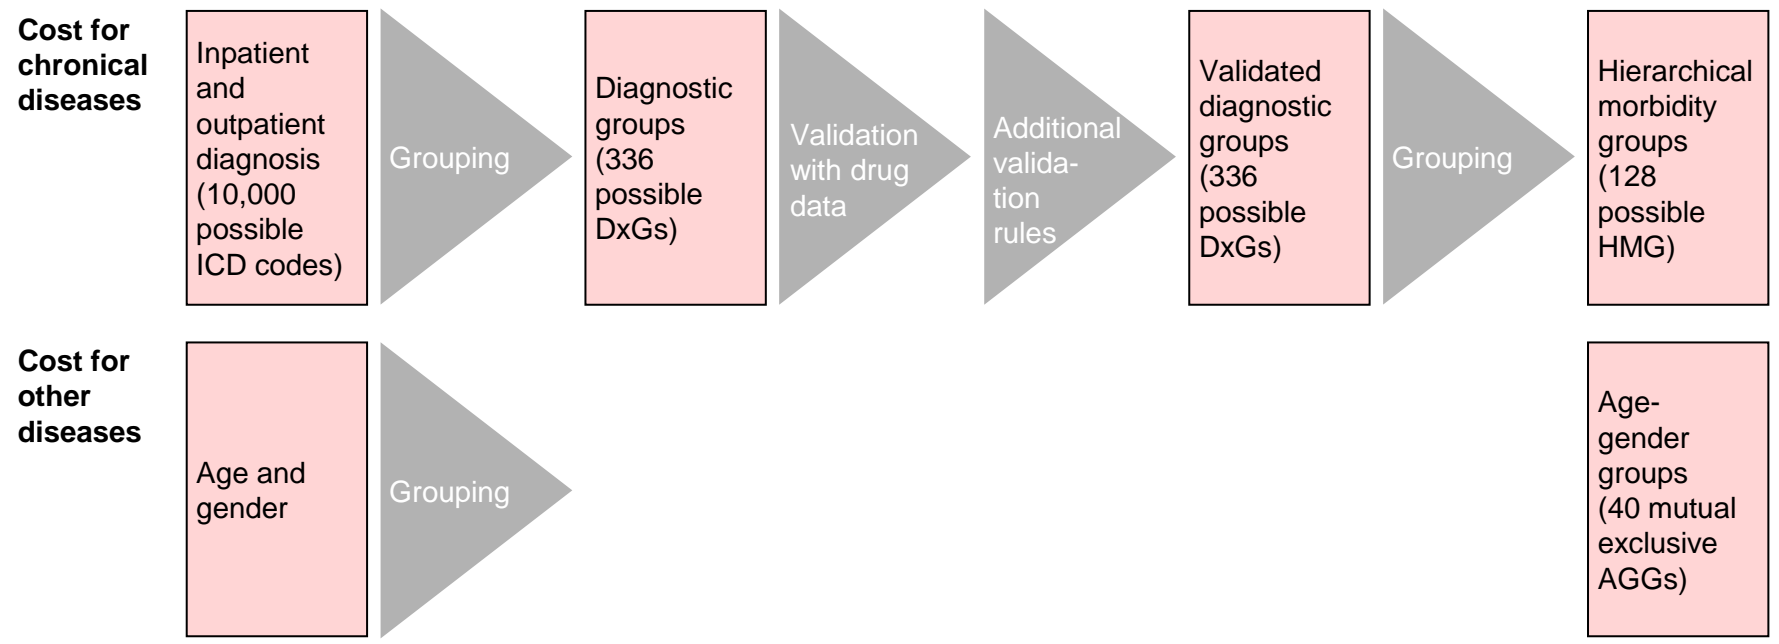 Cost for
chronical
diseases
Inpatient
and
outpatient
diagnosis
(10,000
possible
ICD codes)
Grouping
Diagnostic
groups
(336
possible
DxGs)
Validation
with drug
data
Additional
valida-
tion
rules
Validated
diagnostic
groups
(336
possible
DxGs)
Grouping
Hierarchical
morbidity
groups
(128
possible
HMG)
Cost for
other
diseases
Age and
gender
Grouping
Age-
gender
groups
(40 mutual
exclusive
AGGs)